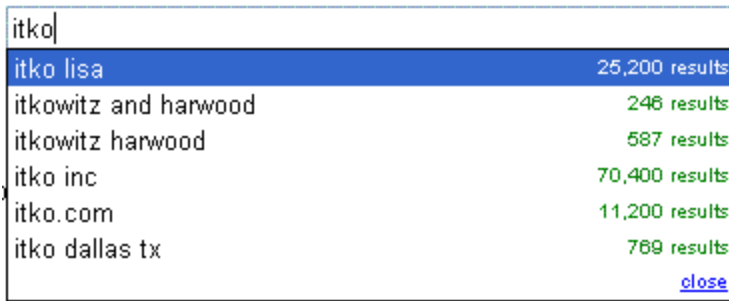 itko
itko lisa 25,200 results
itkowitz and harwood 246 results
itkowitz harwood 587 results
itko inc 70,400 results
itko.com 11,200 results
itko dallas tx 769 results
close